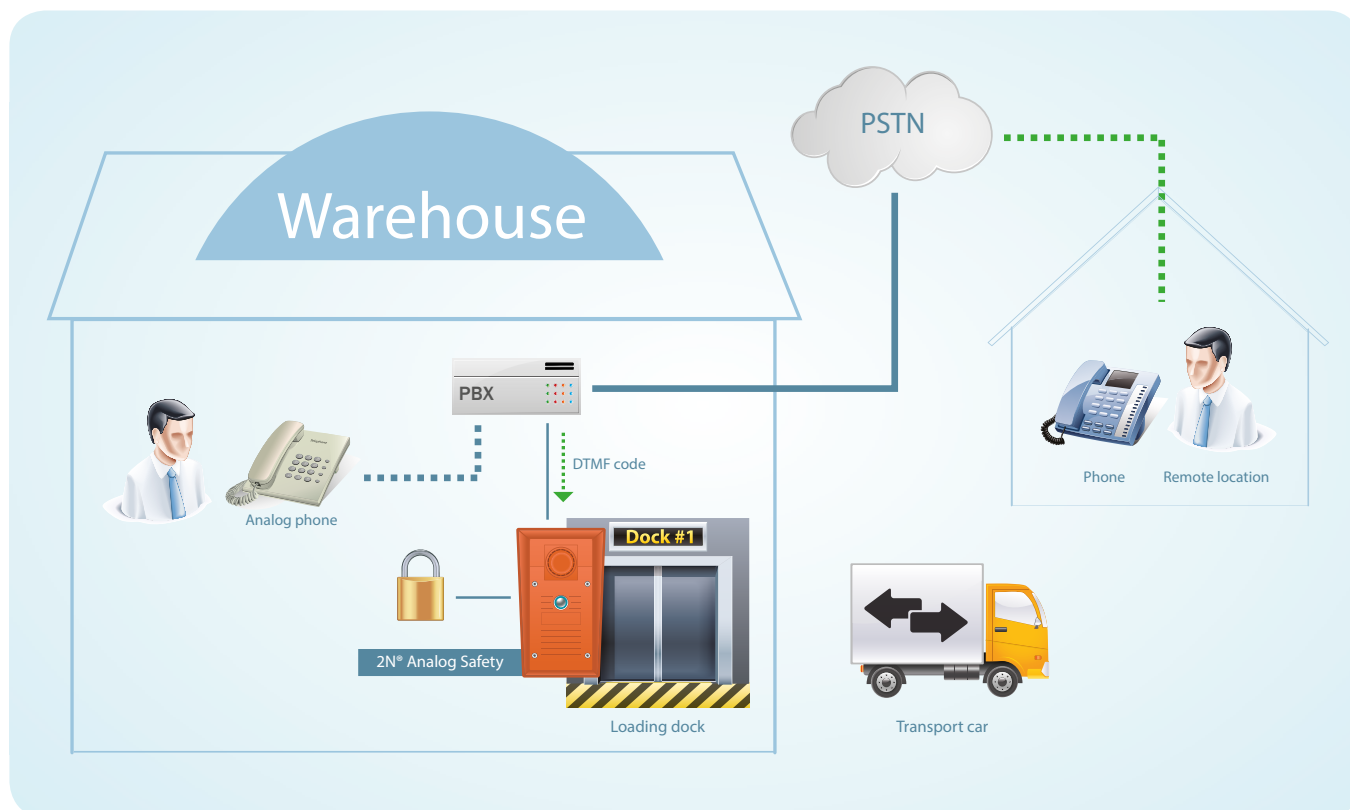 PSTN
Warehouse
PBX
DTMF code
Analog phone
Phone
Remote location
Dock #1
2N® Analog Safety
Loading dock
Transport car